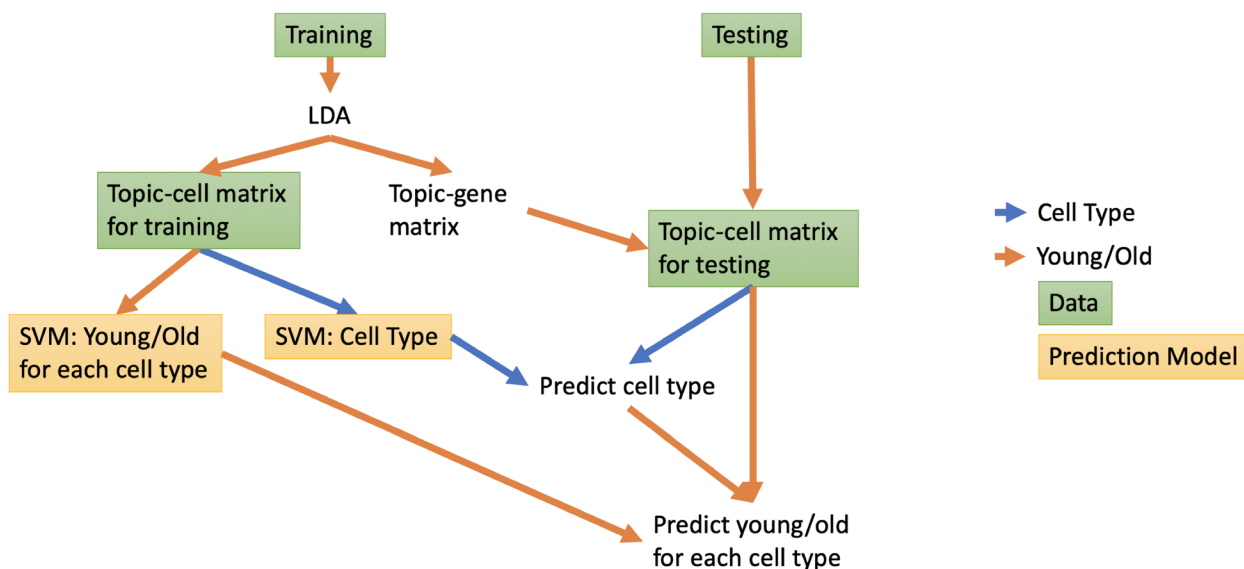 Training
Testing
LDA
Topic-cell matrix
for training
Topic-gene
matrix
Topic-cell matrix
for testing
Cell Type
Young/Old
Data
Prediction Model
SVM: Young/Old
for each cell type
SVM: Cell Type
Predict cell type
Predict young/old
for each cell type